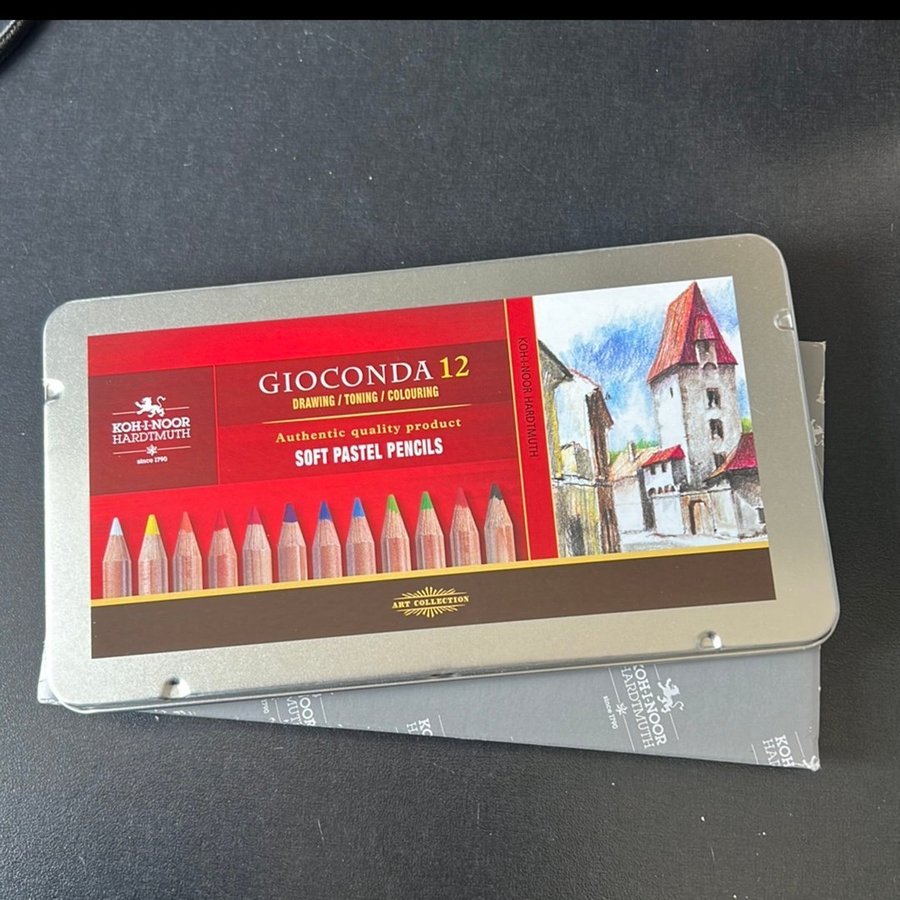 KOH-I-NOOR
HARDTMUTH
since 1790
GIOCONDA 12
DRAWING / TONING / COLOURING
Authentic quality product
SOFT PASTEL PENCILS
KOH-I-NOOR HARDTMUTH
ART COLLECTION
KOH-I-NOOR
HARDTMUTH
since 1790